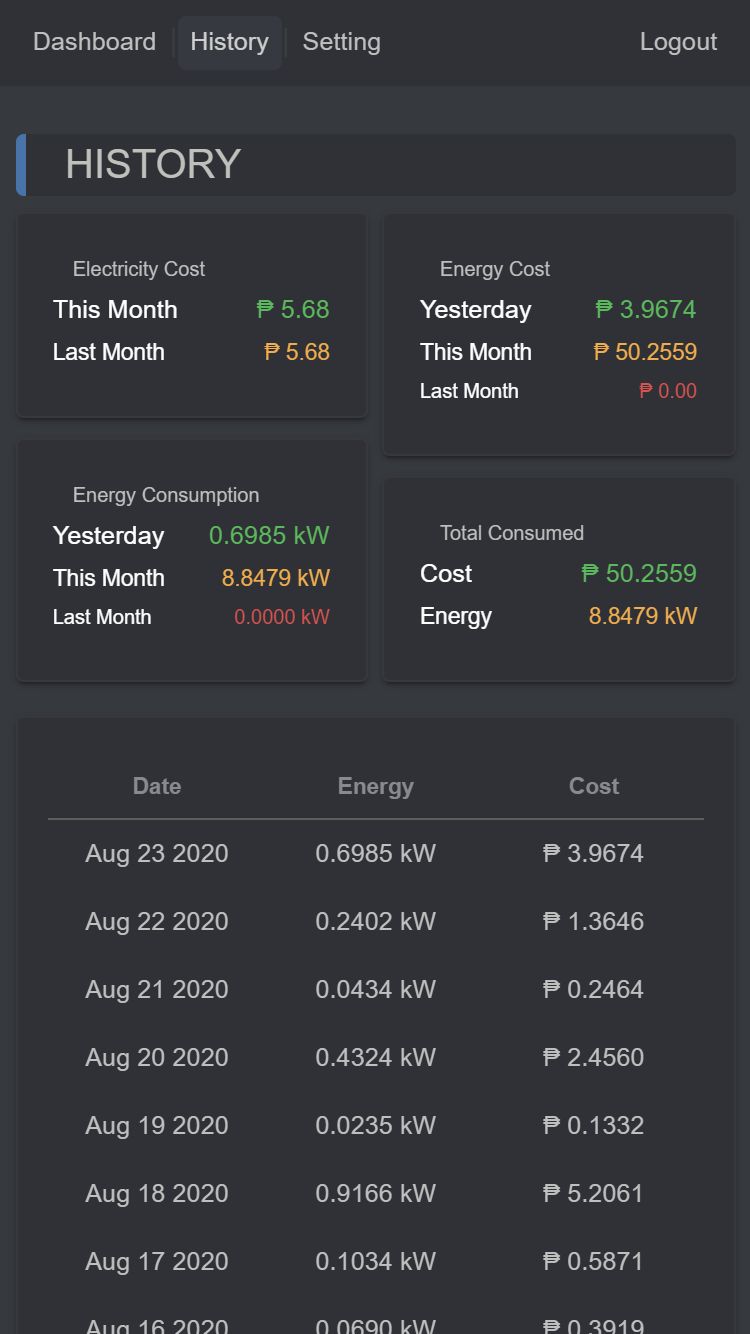 Dashboard History Setting Logout
HISTORY
Electricity Cost
This Month ₱ 5.68
Last Month ₱ 5.68
Energy Cost
Yesterday ₱ 3.9674
This Month ₱ 50.2559
Last Month ₱ 0.00
Energy Consumption
Yesterday 0.6985 kW
This Month 8.8479 kW
Last Month 0.0000 kW
Total Consumed
Cost ₱ 50.2559
Energy 8.8479 kW
Date Energy Cost
Aug 23 2020 0.6985 kW ₱ 3.9674
Aug 22 2020 0.2402 kW ₱ 1.3646
Aug 21 2020 0.0434 kW ₱ 0.2464
Aug 20 2020 0.4324 kW ₱ 2.4560
Aug 19 2020 0.0235 kW ₱ 0.1332
Aug 18 2020 0.9166 kW ₱ 5.2061
Aug 17 2020 0.1034 kW ₱ 0.5871
Aug 16 2020 0.0690 kW ₱ 0.3919